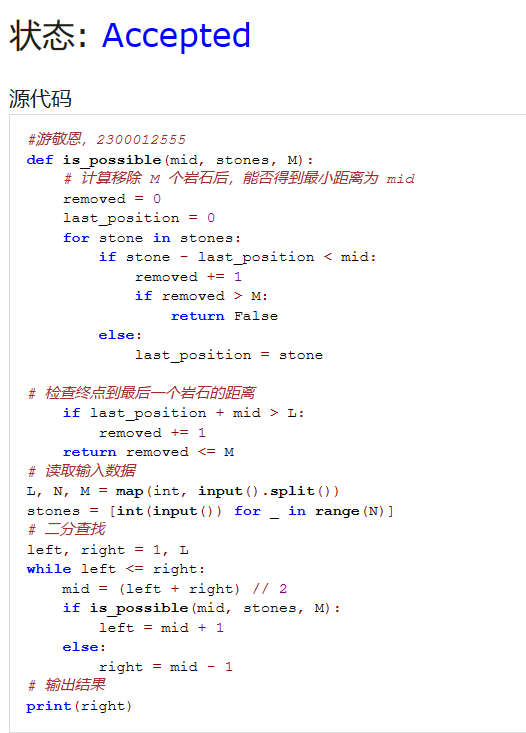 状态: Accepted
源代码
#游敬恩，2300012555
def is_possible(mid, stones, M):
    # 计算移除 M 个岩石后，能否得到最小距离为 mid
    removed = 0
    last_position = 0
    for stone in stones:
        if stone - last_position < mid:
            removed += 1
            if removed > M:
                return False
        else:
            last_position = stone

# 检查终点到最后一个岩石的距离
    if last_position + mid > L:
        removed += 1
    return removed <= M
# 读取输入数据
L, N, M = map(int, input().split())
stones = [int(input()) for _ in range(N)]
# 二分查找
left, right = 1, L
while left <= right:
    mid = (left + right) // 2
    if is_possible(mid, stones, M):
        left = mid + 1
    else:
        right = mid - 1
# 输出结果
print(right)